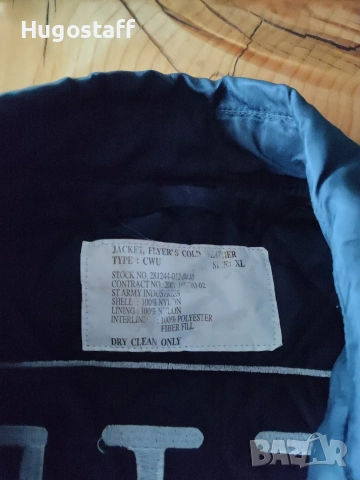 Hugostaff
JACKET, FLYER'S COLD WEATHER
TYPE : CWU XL
STOCK NO.
CONTRACT NO.
ST ARMY INDUSTRIES
SHELL : 100% NYLON
LINING : 100% NYLON
INTERLINING : 100% POLYESTER
FIBER FILL
DRY CLEAN ONLY
BAZAR